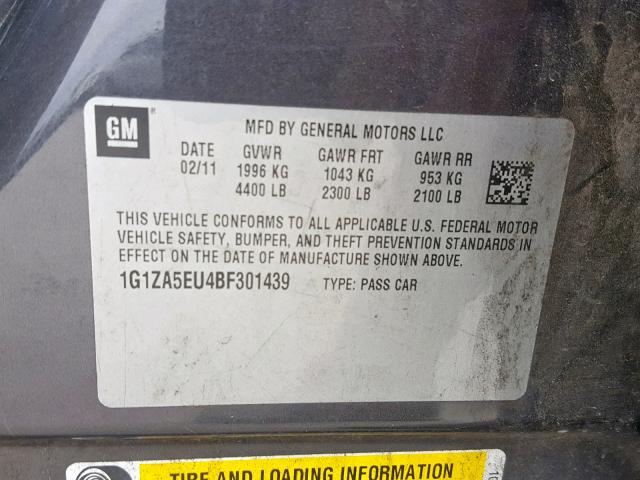 GM
MFD BY GENERAL MOTORS LLC
DATE GVWR GAWR FRT GAWR RR
02/11 1996 KG 1043 KG 953 KG
4400 LB 2300 LB 2100 LB
THIS VEHICLE CONFORMS TO ALL APPLICABLE U.S. FEDERAL MOTOR
VEHICLE SAFETY, BUMPER, AND THEFT PREVENTION STANDARDS IN
EFFECT ON THE DATE OF MANUFACTURE SHOWN ABOVE.
1G1ZA5EU4BF301439 TYPE: PASS CAR
TIRE AND LOADING INFORMATION